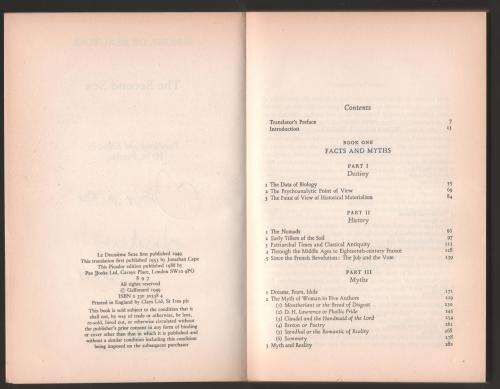 Le Deuxième Sexe first published 1949
This translation first published 1953 by Jonathan Cape
This Picador edition published 1988 by
Pan Books Ltd, Cavaye Place, London SW10 9PG
8 9 7
All rights reserved
© Gallimard 1949
ISBN 0 330 30338 4
Printed in England by Clays Ltd, St Ives plc
This book is sold subject to the condition that it
shall not, by way of trade or otherwise, be lent,
re-sold, hired out, or otherwise circulated without
the publisher's prior consent in any form of binding
or cover other than that in which it is published and
without a similar condition including this condition
being imposed on the subsequent purchaser
Contents
Translator's Preface 7
Introduction 13
BOOK ONE
FACTS AND MYTHS
PART I
Destiny
1 The Data of Biology 35
2 The Psychoanalytic Point of View 69
3 The Point of View of Historical Materialism 84
PART II
History
1 The Nomads 93
2 Early Tillers of the Soil 97
3 Patriarchal Times and Classical Antiquity
4 Through the Middle Ages to Eighteenth-century France
5 Since the French Revolution: The Job and the Vote 139
PART III
Myths
1 Dreams, Fears, Idols 171
2 The Myth of Woman in Five Authors 229
(i) Montherlant or the Bread of Disgust 229
(ii) D. H. Lawrence or Phallic Pride 245
(iii) Claudel and the Handmaid of the Lord 254
(iv) Breton or Poetry 261
(v) Stendhal or the Romantic of Reality 268
(vi) Summary 278
3 Myth and Reality 282